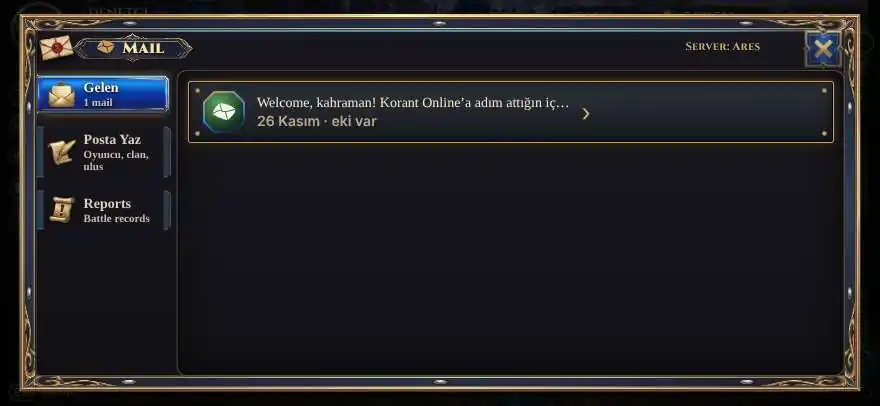 DENETÇİ
MAIL
SERVER: ARES
Gelen
1 mail
Welcome, kahraman! Korant Online’a adım attığın iç…
26 Kasım · eki var
Posta Yaz
Oyuncu, clan,
ulus
Reports
Battle records